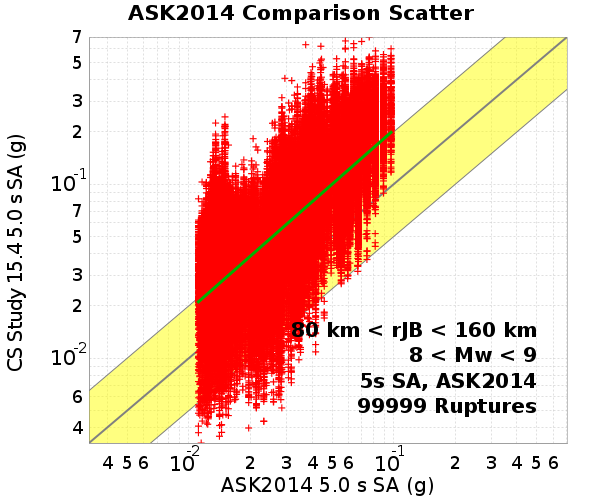 ASK2014 Comparison Scatter
CS Study 15.4 5.0 s SA (g)
7
5
3
2
10⁻¹
7
5
3
2
10⁻²
6
4
80 km < rJB < 160 km
8 < Mw < 9
5s SA, ASK2014
99999 Ruptures
4 5 6 10⁻² 2 3 4 5 6 10⁻¹ 2 3 4 5 6
ASK2014 5.0 s SA (g)